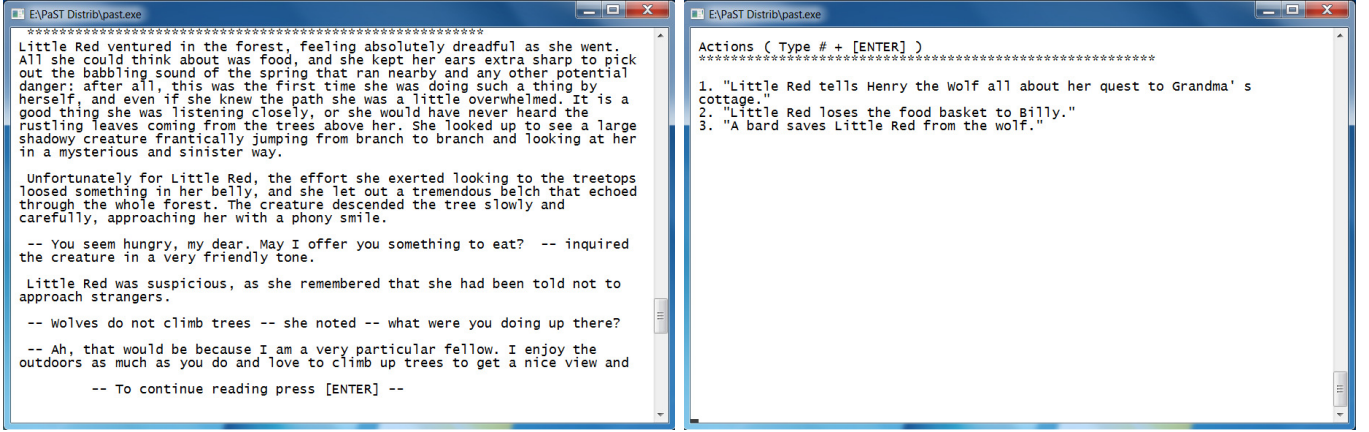 E:\PaST Distrib\past.exe
*********************************************************
Little Red ventured in the forest, feeling absolutely dreadful as she went.
All she could think about was food, and she kept her ears extra sharp to pick
out the babbling sound of the spring that ran nearby and any other potential
danger: after all, this was the first time she was doing such a thing by
herself, and even if she knew the path she was a little overwhelmed. It is a
good thing she was listening closely, or she would have never heard the
rustling leaves coming from the trees above her. She looked up to see a large
shadowy creature frantically jumping from branch to branch and looking at her
in a mysterious and sinister way.
Unfortunately for Little Red, the effort she exerted looking to the treetops
loosed something in her belly, and she let out a tremendous belch that echoed
through the whole forest. The creature descended the tree slowly and
carefully, approaching her with a phony smile.
-- You seem hungry, my dear. May I offer you something to eat?  -- inquired
the creature in a very friendly tone.
Little Red was suspicious, as she remembered that she had been told not to
approach strangers.
-- Wolves do not climb trees -- she noted -- what were you doing up there?
-- Ah, that would be because I am a very particular fellow. I enjoy the
outdoors as much as you do and love to climb up trees to get a nice view and
-- To continue reading press [ENTER] --
E:\PaST Distrib\past.exe
Actions ( Type # + [ENTER] )
*********************************************************
1. "Little Red tells Henry the Wolf all about her quest to Grandma' s
cottage."
2. "Little Red loses the food basket to Billy."
3. "A bard saves Little Red from the wolf."